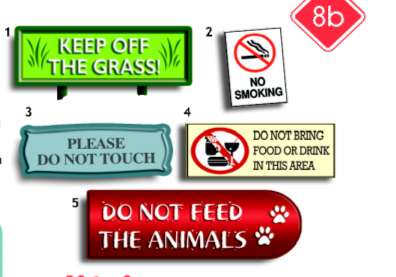 8b
1
KEEP OFF
THE GRASS!
2
NO
SMOKING
3
PLEASE
DO NOT TOUCH
4
DO NOT BRING
FOOD OR DRINK
IN THIS AREA
5
DO NOT FEED
THE ANIMALS